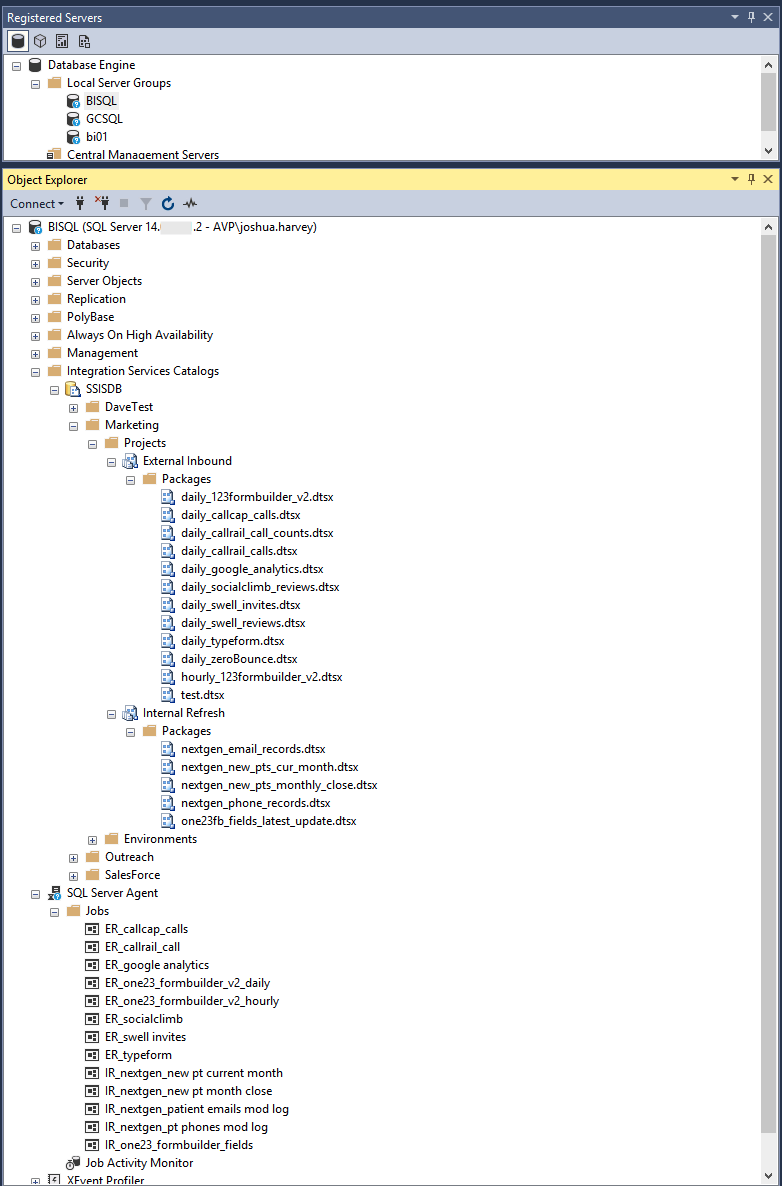 Registered Servers
Database Engine
Local Server Groups
BISQL
GCSQL
bi01
Central Management Servers
Object Explorer
Connect
BISQL (SQL Server 14. .2 - AVP\joshua.harvey)
Databases
Security
Server Objects
Replication
PolyBase
Always On High Availability
Management
Integration Services Catalogs
SSISDB
DaveTest
Marketing
Projects
External Inbound
Packages
daily_123formbuilder_v2.dtsx
daily_callcap_calls.dtsx
daily_callrail_call_counts.dtsx
daily_callrail_calls.dtsx
daily_google_analytics.dtsx
daily_socialclimb_reviews.dtsx
daily_swell_invites.dtsx
daily_swell_reviews.dtsx
daily_typeform.dtsx
daily_zeroBounce.dtsx
hourly_123formbuilder_v2.dtsx
test.dtsx
Internal Refresh
Packages
nextgen_email_records.dtsx
nextgen_new_pts_cur_month.dtsx
nextgen_new_pts_monthly_close.dtsx
nextgen_phone_records.dtsx
one23fb_fields_latest_update.dtsx
Environments
Outreach
SalesForce
SQL Server Agent
Jobs
ER_callcap_calls
ER_callrail_call
ER_google analytics
ER_one23_formbuilder_v2_daily
ER_one23_formbuilder_v2_hourly
ER_socialclimb
ER_swell invites
ER_typeform
IR_nextgen_new pt current month
IR_nextgen_new pt month close
IR_nextgen_patient emails mod log
IR_nextgen_pt phones mod log
IR_one23_formbuilder_fields
Job Activity Monitor
XEvent Profiler